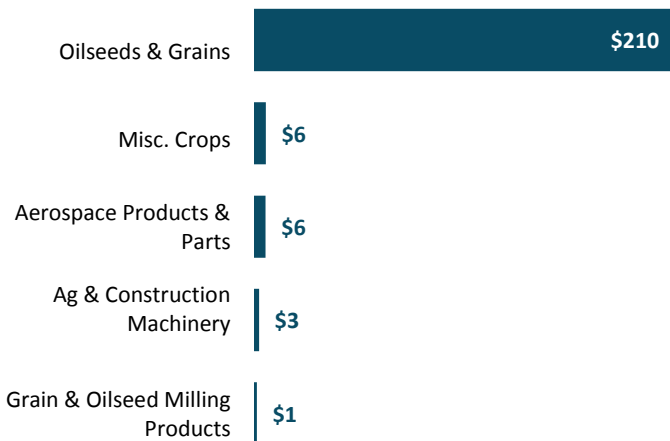 Oilseeds & Grains
$210
Misc. Crops
$6
Aerospace Products &
Parts
$6
Ag & Construction
Machinery
$3
Grain & Oilseed Milling
Products
$1